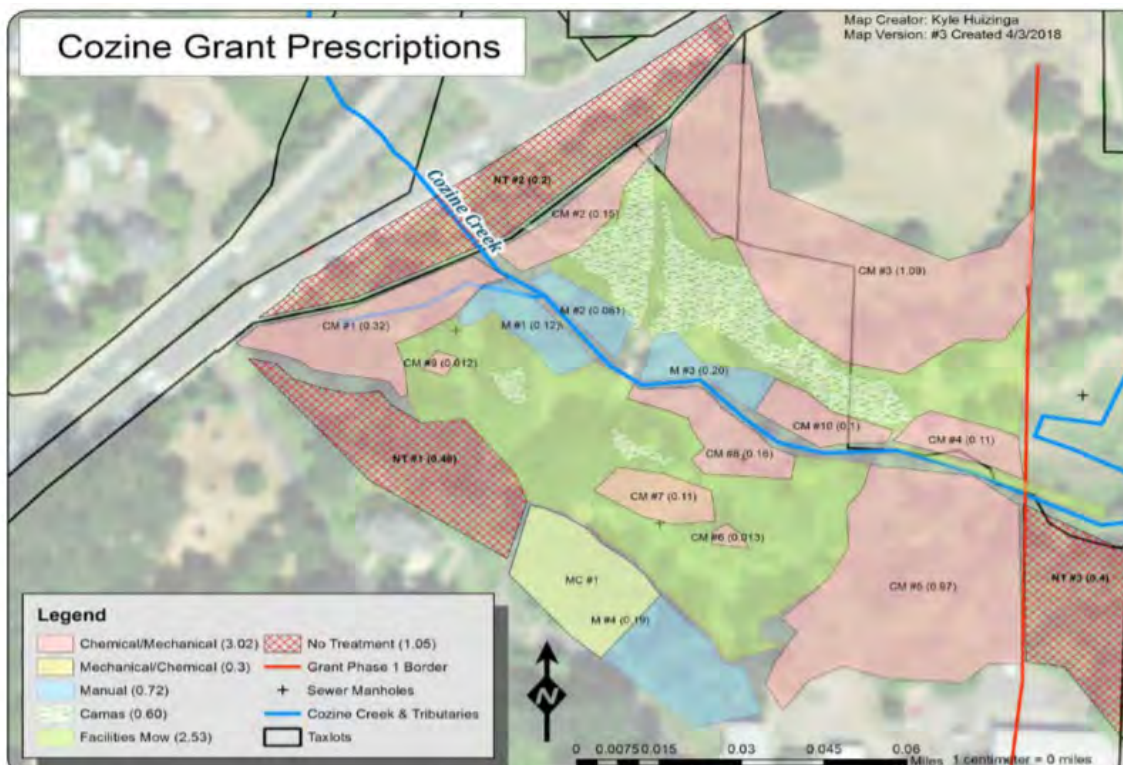 Cozine Grant Prescriptions
Map Creator: Kyle Huizinga
Map Version: #3 Created 4/3/2018
NT #2 (0.2)
Cozine Creek
CM #2 (0.15)
CM #3 (1.09)
M #2 (0.061)
CM #1 (0.32)
M #1 (0.12)
CM #9 (0.012)
M #3 (0.20)
CM #10 (0.1)
CM #4 (0.11)
NT #1 (0.46)
CM #8 (0.16)
CM #7 (0.11)
CM #6 (0.013)
MC #1
CM #5 (0.97)
NT #3 (0.4)
M #4 (0.19)
Legend
Chemical/Mechanical (3.02)
No Treatment (1.05)
Mechanical/Chemical (0.3)
Grant Phase 1 Border
Manual (0.72)
Sewer Manholes
Camas (0.60)
Cozine Creek & Tributaries
Facilities Mow (2.53)
Taxlots
N
0 0.0075 0.015 0.03 0.045 0.06
Miles 1 centimeter = 0 miles